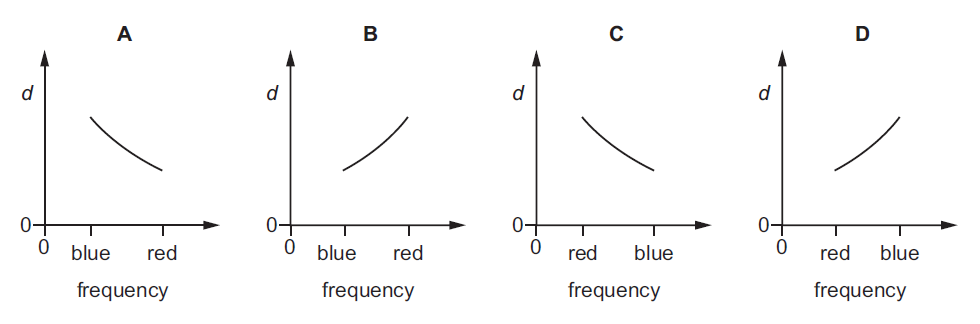 A B C D
d d d d
0 0 0 0
0 blue red 0 blue red 0 red blue 0 red blue
frequency frequency frequency frequency